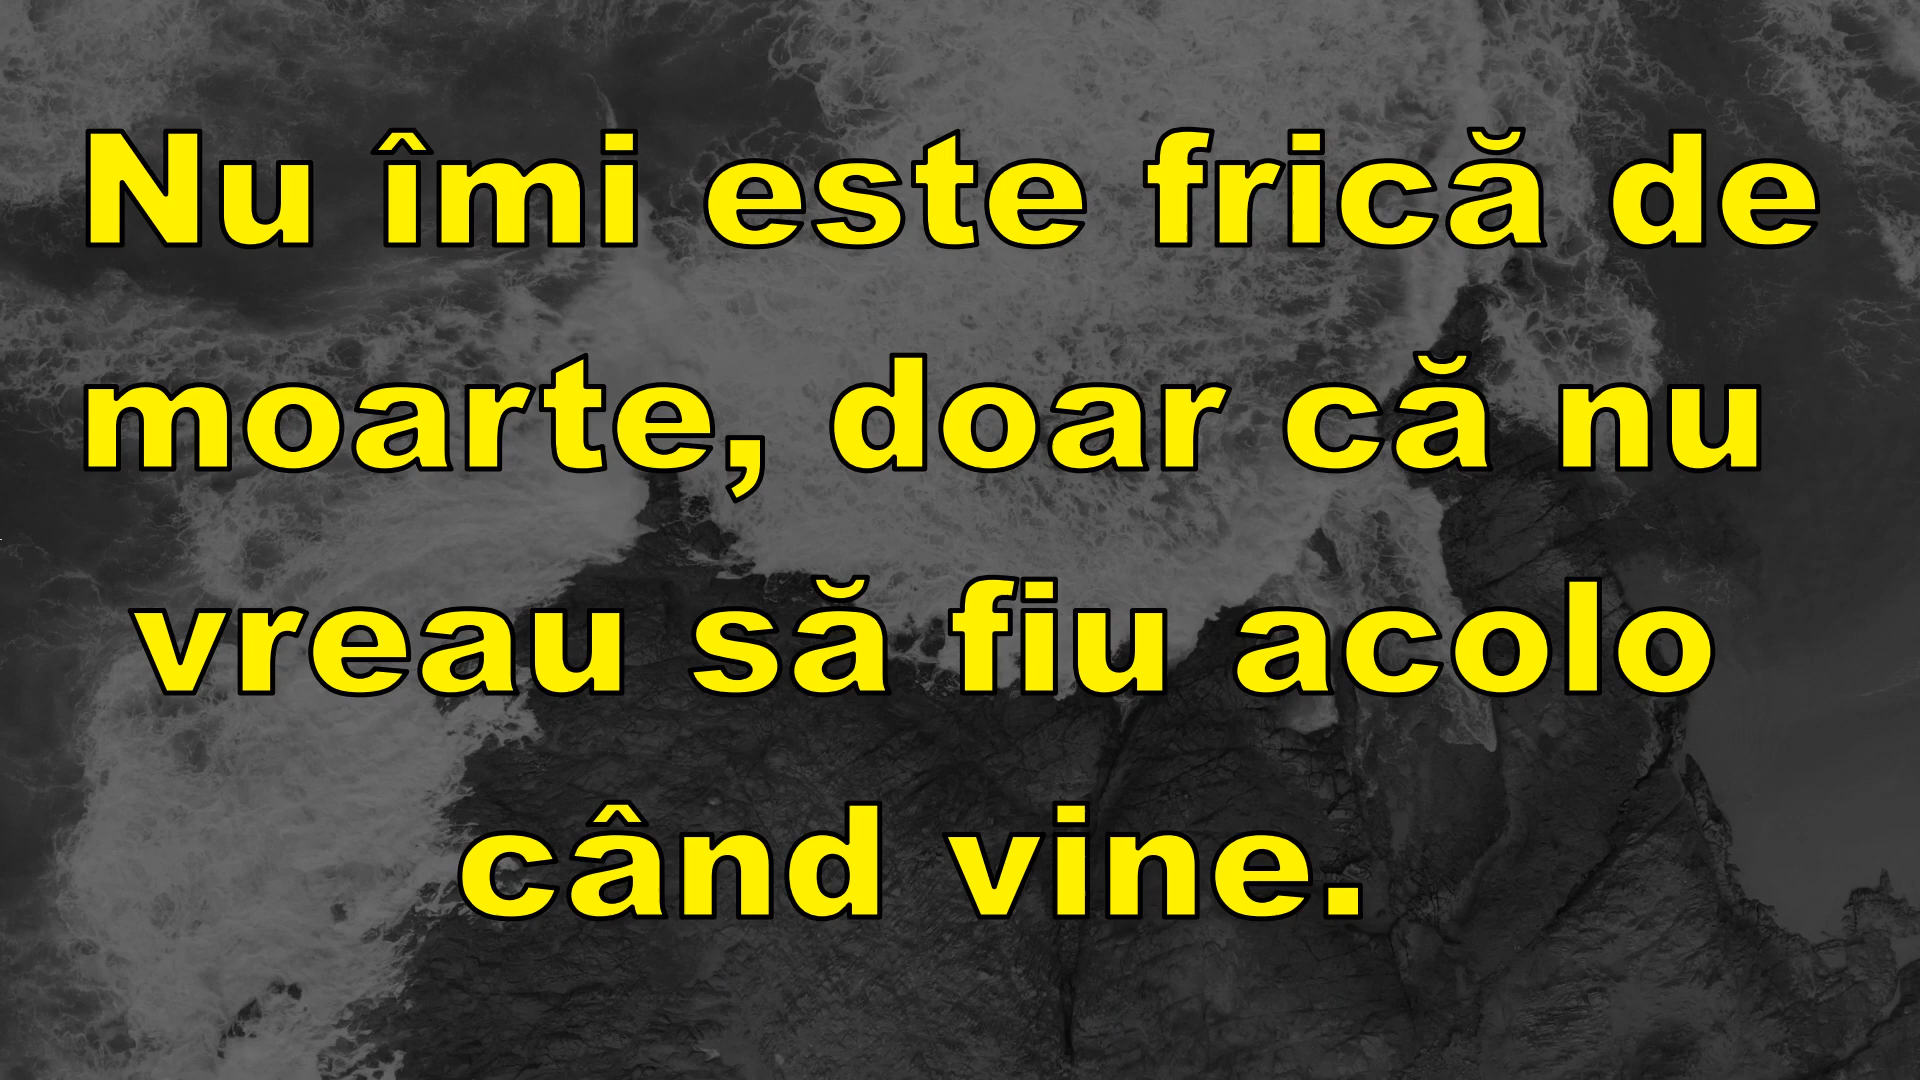 Nu îmi este frică de
moarte, doar că nu
vreau să fiu acolo
când vine.